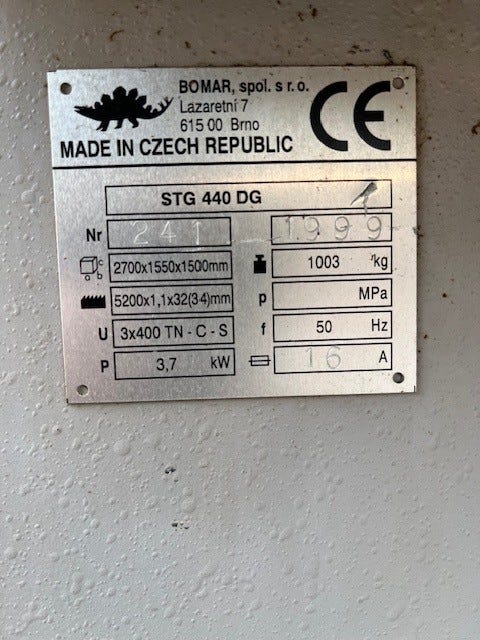 BOMAR, spol. s r.o.
Lazaretní 7
615 00 Brno
CE
MADE IN CZECH REPUBLIC
STG 440 DG
Nr 241 1999
2700x1550x1500mm 1003 kg
5200x1,1x32(34)mm p MPa
U 3x400 TN - C - S f 50 Hz
P 3,7 kW 16 A